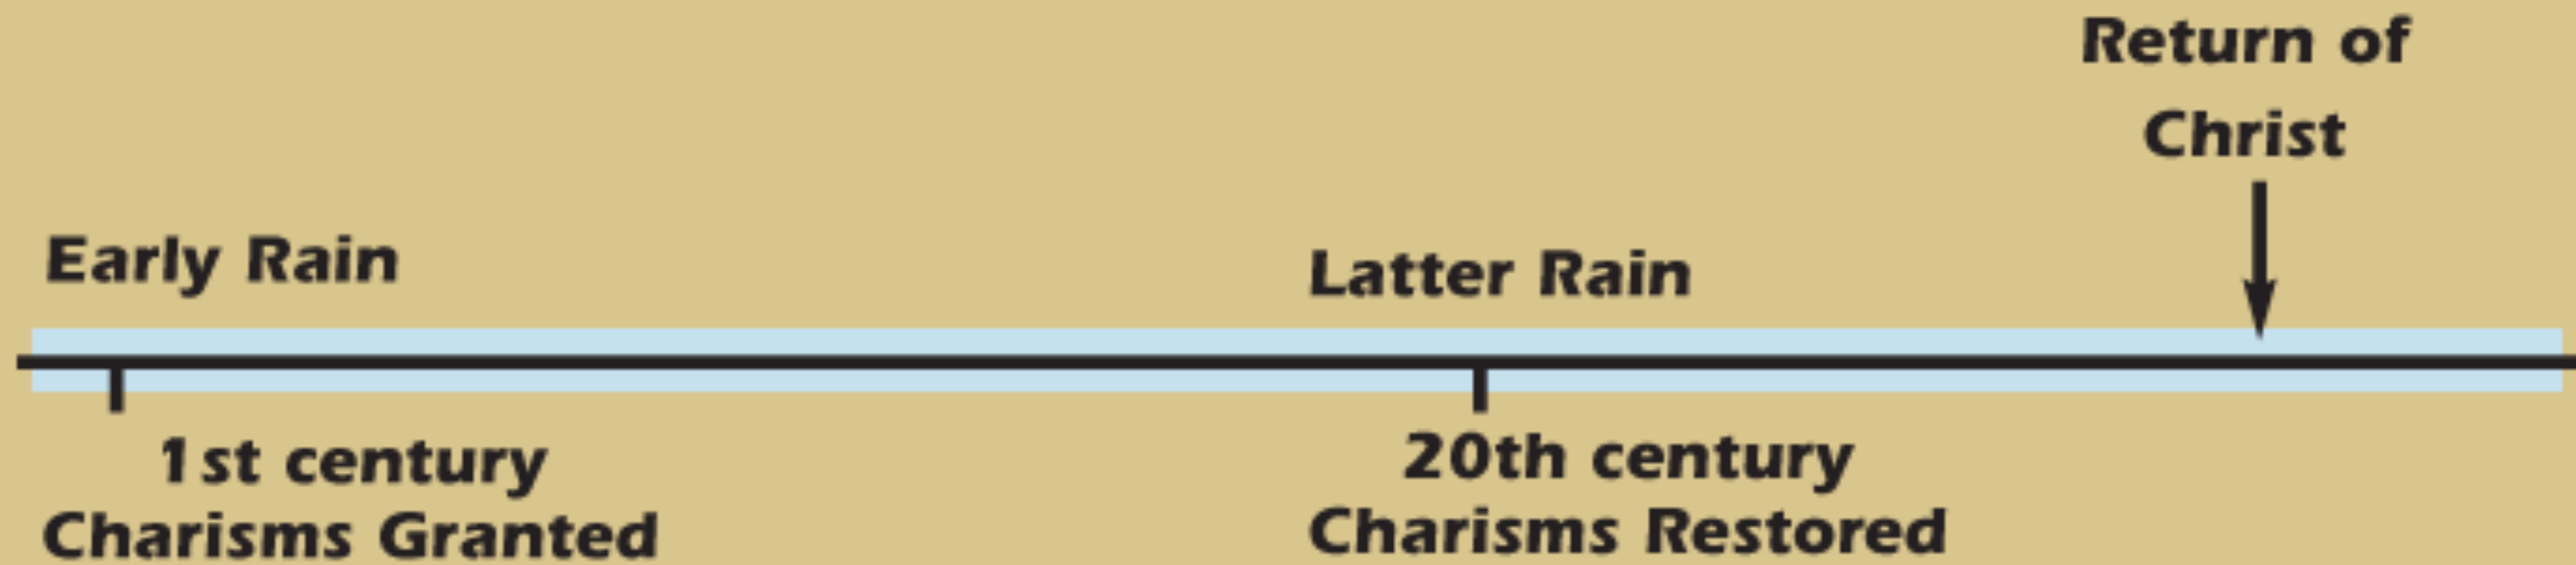 Return of
Christ
Early Rain
Latter Rain
1st century
Charisms Granted
20th century
Charisms Restored